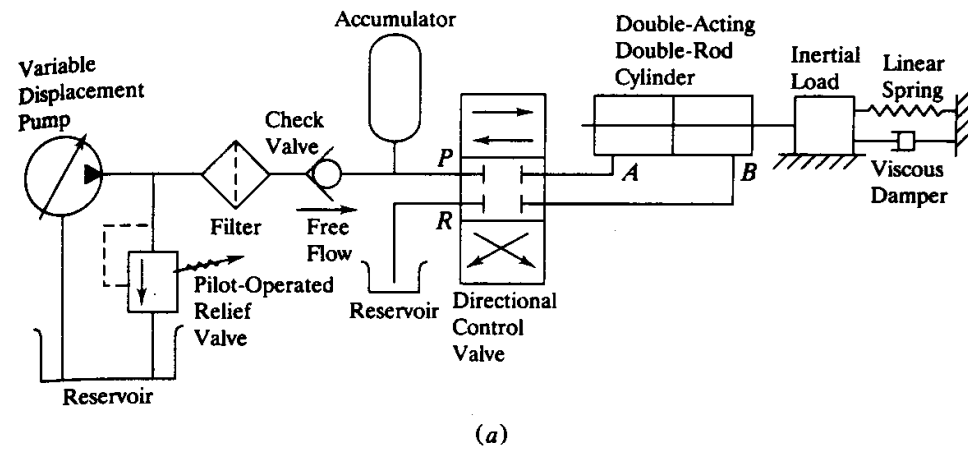 Accumulator
Double-Acting
Double-Rod
Cylinder
Inertial
Load
Linear
Spring
Variable
Displacement
Pump
Check
Valve
P
A
B
Viscous
Damper
R
Filter
Free
Flow
Pilot-Operated
Relief
Valve
Reservoir
Directional
Control
Valve
Reservoir
(a)